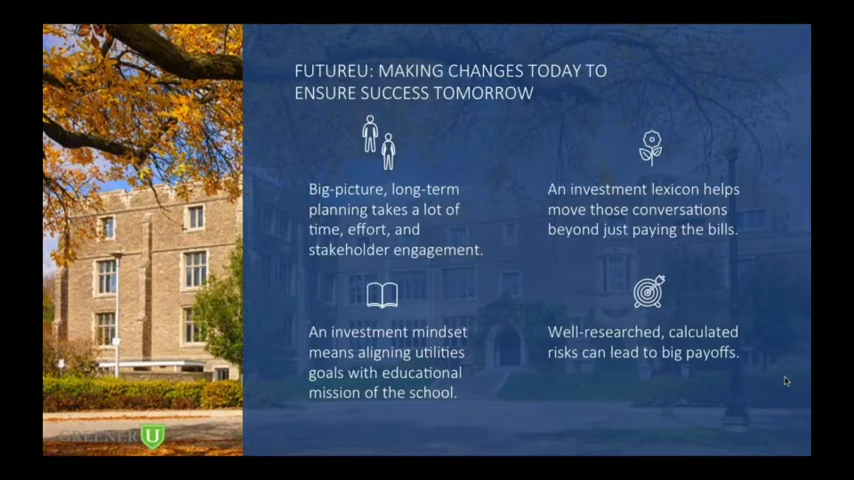 FUTUREU: MAKING CHANGES TODAY TO
ENSURE SUCCESS TOMORROW
Big-picture, long-term
planning takes a lot of
time, effort, and
stakeholder engagement.
An investment lexicon helps
move those conversations
beyond just paying the bills.
An investment mindset
means aligning utilities
goals with educational
mission of the school.
Well-researched, calculated
risks can lead to big payoffs.
GREENER U